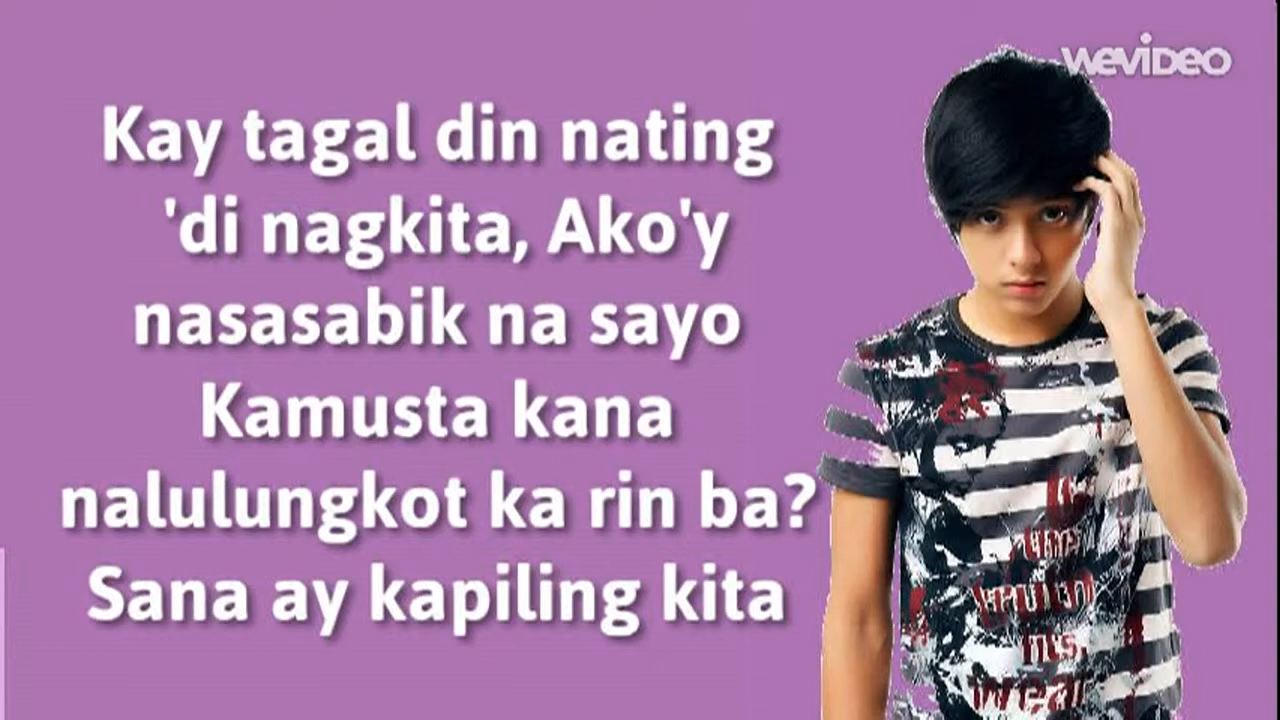 wevideo
Kay tagal din nating
'di nagkita, Ako'y
nasasabik na sayo
Kamusta kana
nalulungkot ka rin ba?
Sana ay kapiling kita